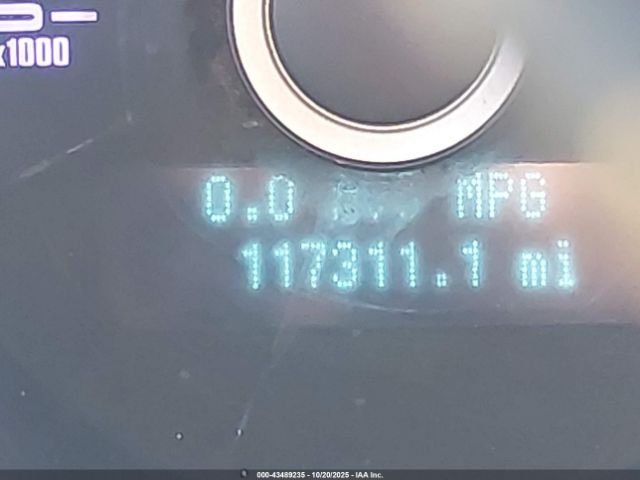 x1000
0.0 MPG
117311.1 mi
000-43489235 - 10/20/2025 - IAA Inc.